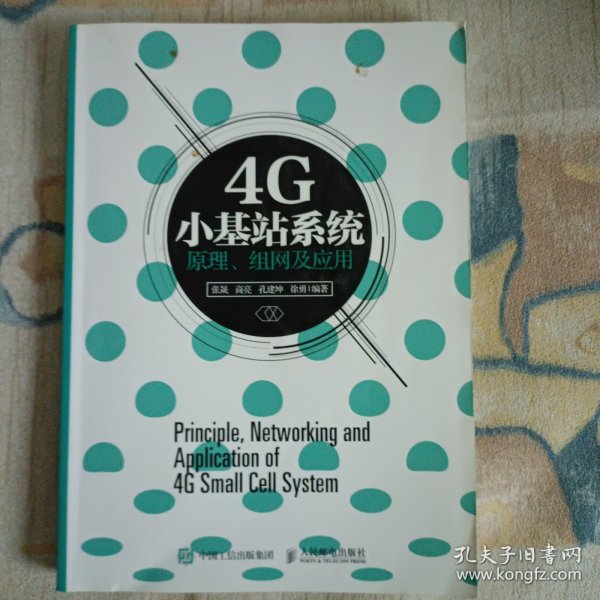 4G
小基站系统
原理、组网及应用
张晟 商亮 孔建坤 徐勇 编著
Principle, Networking and
Application of
4G Small Cell System
中国工信出版集团 人民邮电出版社
POSTS & TELECOM PRESS
孔夫子旧书网
www.kongfz.com